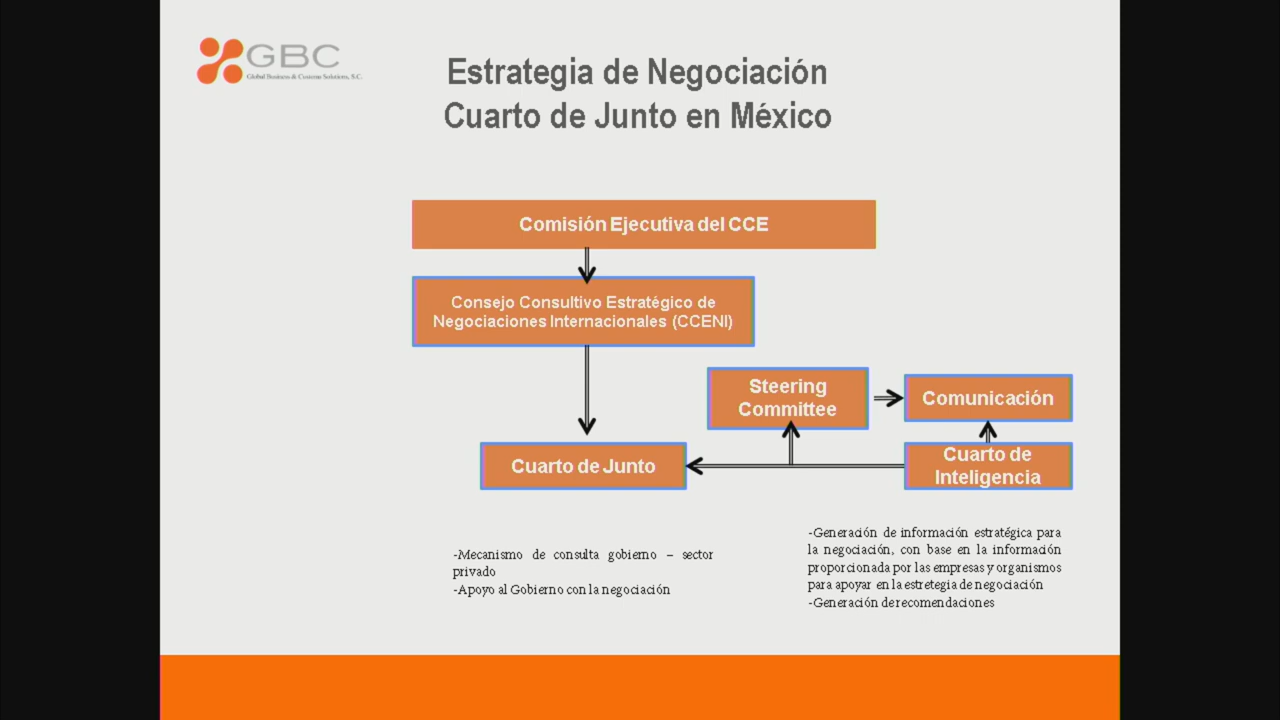 GBC
Global Business & Customs Solutions, S.C.
Estrategia de Negociación
Cuarto de Junto en México
Comisión Ejecutiva del CCE
Consejo Consultivo Estratégico de
Negociaciones Internacionales (CCENI)
Steering
Committee
Comunicación
Cuarto de Junto
Cuarto de
Inteligencia
-Mecanismo de consulta gobierno – sector
privado
-Apoyo al Gobierno con la negociación
-Generación de información estratégica para
la negociación, con base en la información
proporcionada por las empresas y organismos
para apoyar en la estretegia de negociación
-Generación de recomendaciones